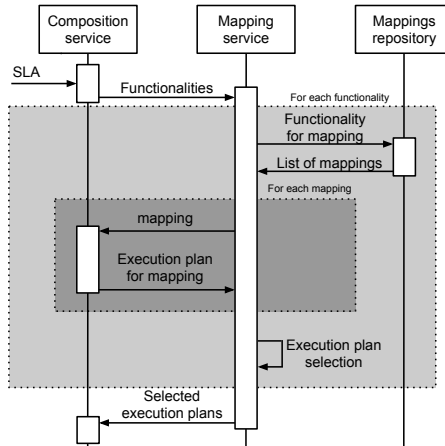 Composition
service
Mapping
service
Mappings
repository
SLA
Functionalities
For each functionality
Functionality
for mapping
List of mappings
For each mapping
mapping
Execution plan
for mapping
Execution plan
selection
Selected
execution plans